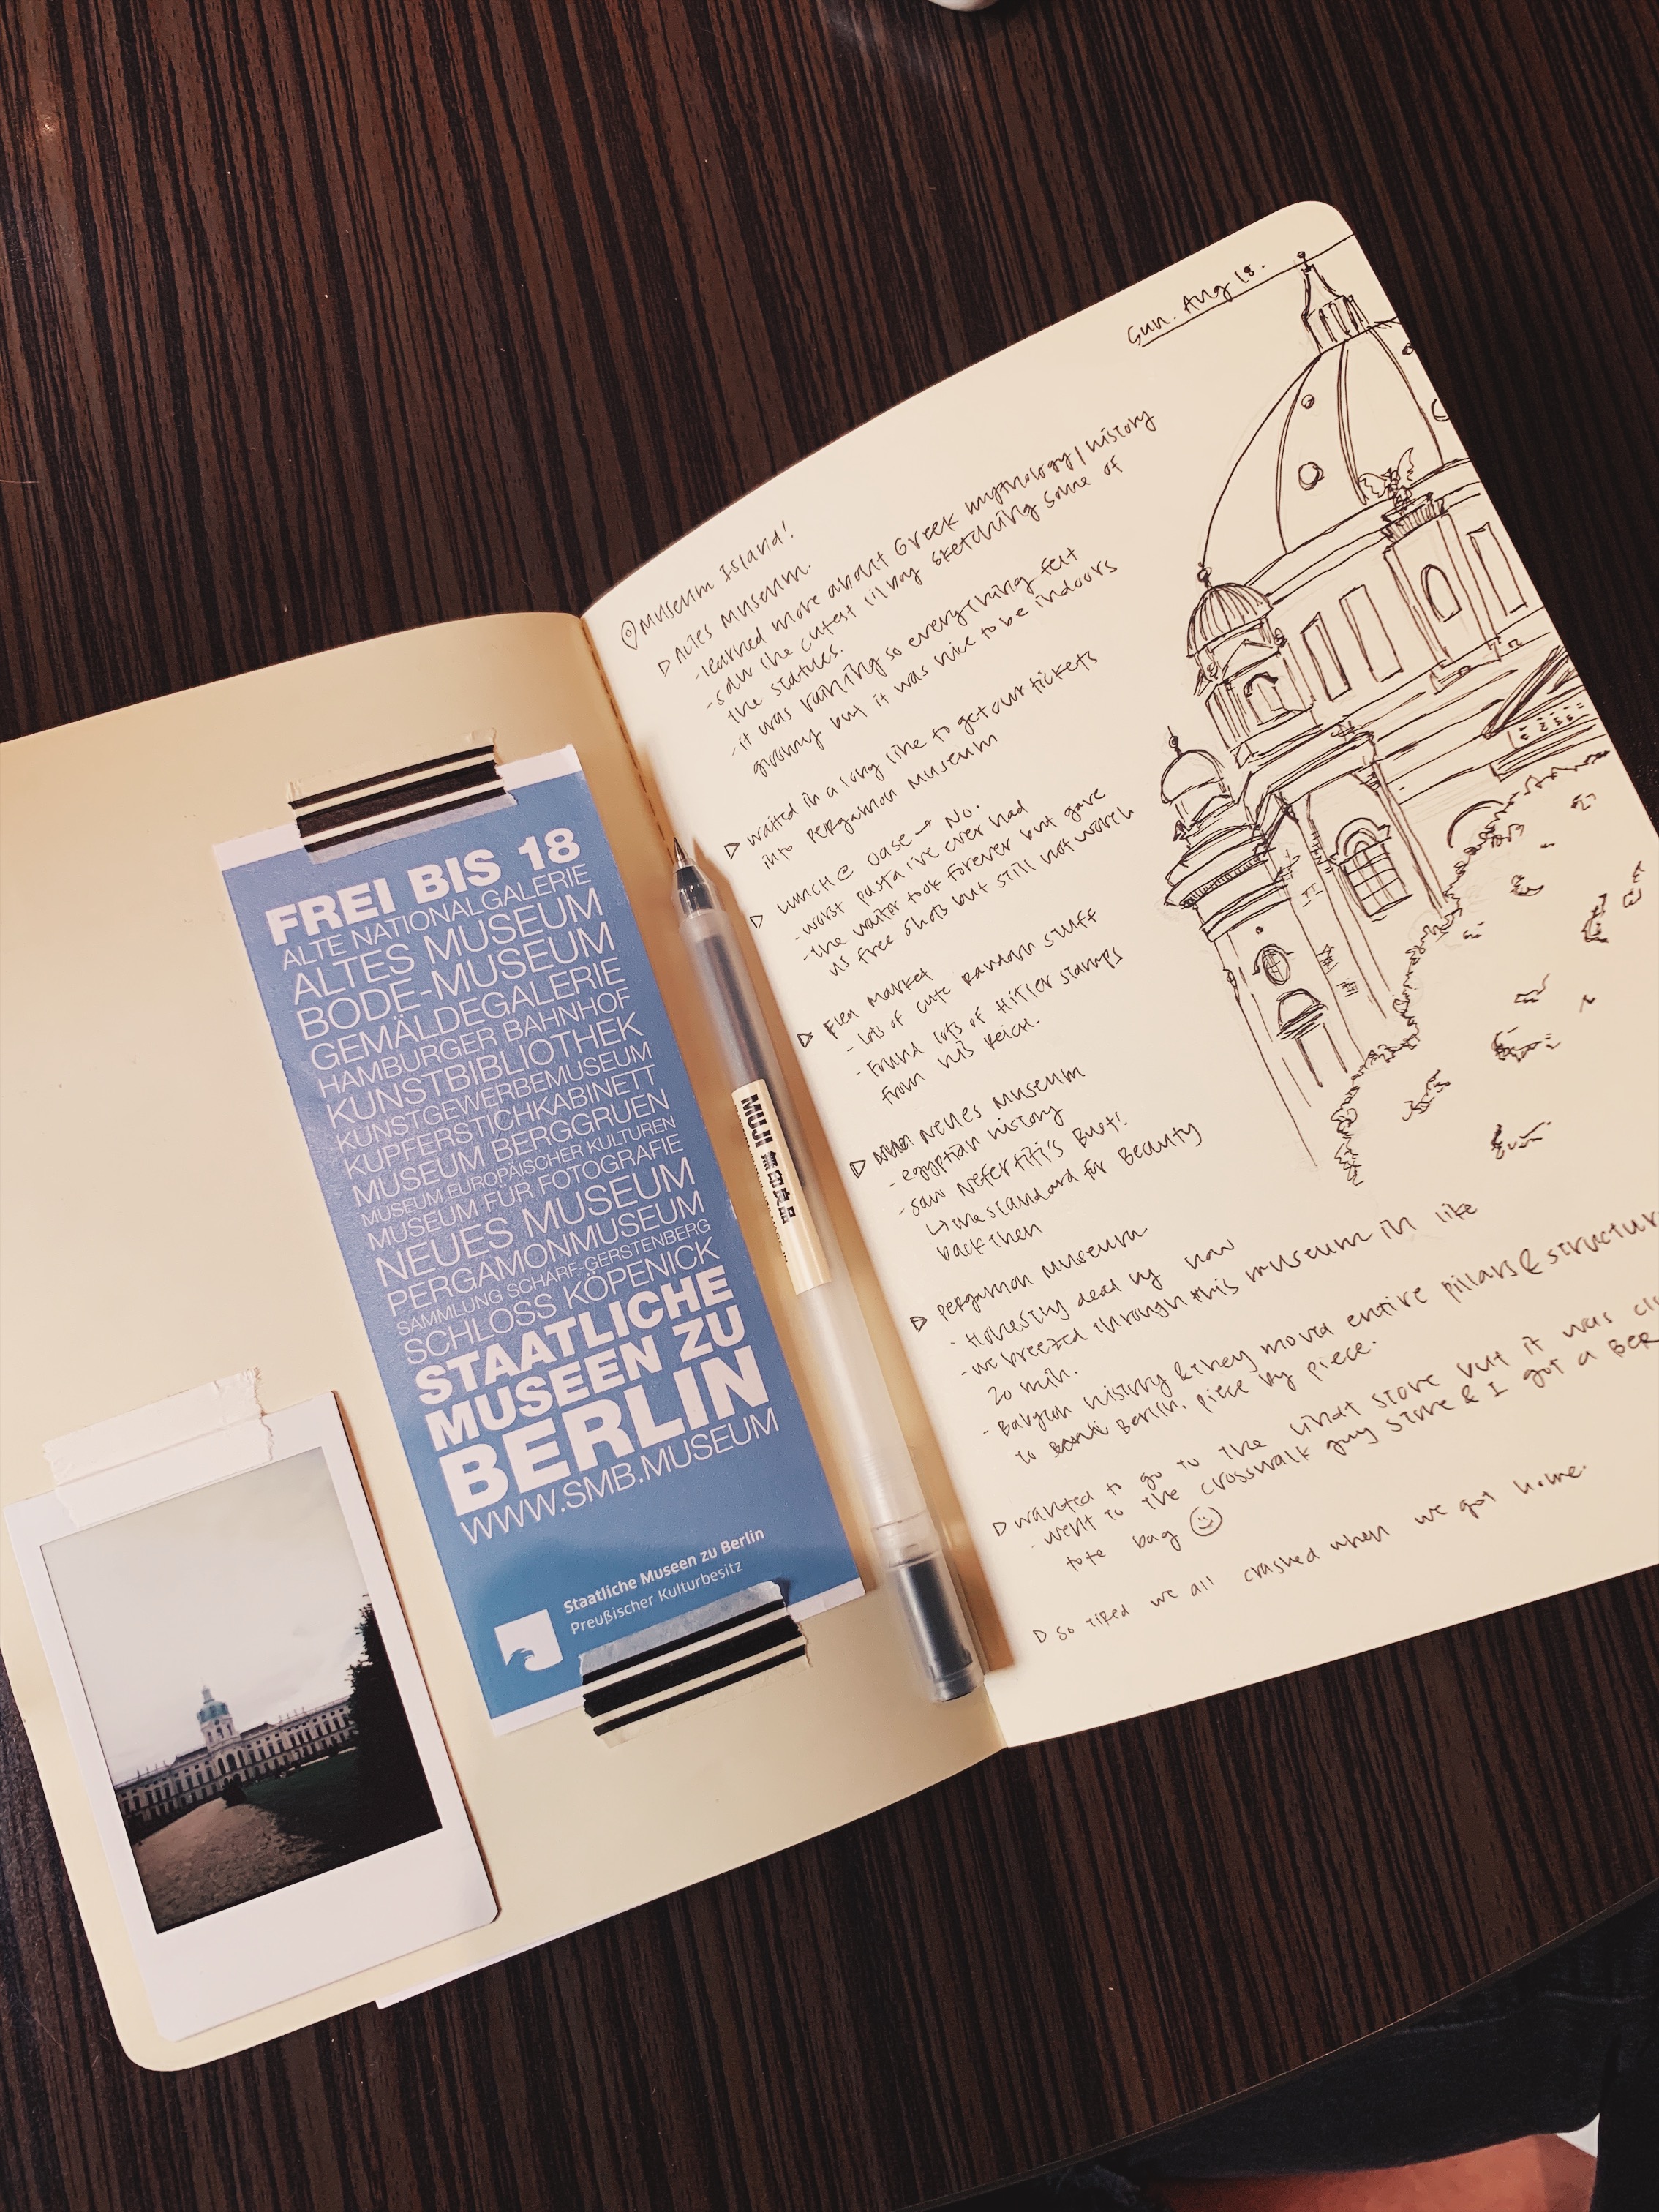 FREI BIS 18
ALTE NATIONALGALERIE
ALTES MUSEUM
BODE-MUSEUM
GEMÄLDEGALERIE
HAMBURGER BAHNHOF
KUNSTBIBLIOTHEK
KUNSTGEWERBEMUSEUM
KUPFERSTICHKABINETT
MUSEUM BERGGRUEN
MUSEUM EUROPÄISCHER KULTUREN
MUSEUM FÜR FOTOGRAFIE
NEUES MUSEUM
PERGAMONMUSEUM
SAMMLUNG SCHARF-GERSTENBERG
SCHLOSS KÖPENICK
STAATLICHE
MUSEEN ZU
BERLIN
WWW.SMB.MUSEUM
Staatliche Museen zu Berlin
Preußischer Kulturbesitz
MUJI 無印良品
Sun. Aug 18.
Museum Island!
Altes Museum.
- learned more about Greek mythology/history
- saw the cutest lil boy sketching some of
the statues.
- it was raining so everything felt
gloomy but it was nice to be indoors
waited in a long line to get our tickets
into Pergamon Museum
Lunch @ Oase → No.
- worst pasta I've ever had
- the waiter took forever but gave
us free shots but still not worth
Flea Market
- lots of cute random stuff
- Found lots of Hitler stamps
from his Reich.
Neues Museum
- egyptian history
- saw Nefertiti's Bust!
↳ the standard for Beauty
back then
Pergamon Museum
- Honestly dead by now
- we breezed through this museum in like
20 min.
- Babylon history & they moved entire pillars & structur
to Berlin. piece by piece.
wanted to go to the Lindt store but it was clo
- went to the crosswalk guy store & I got a Ber
tote bag
so tired we all crashed when we got home.